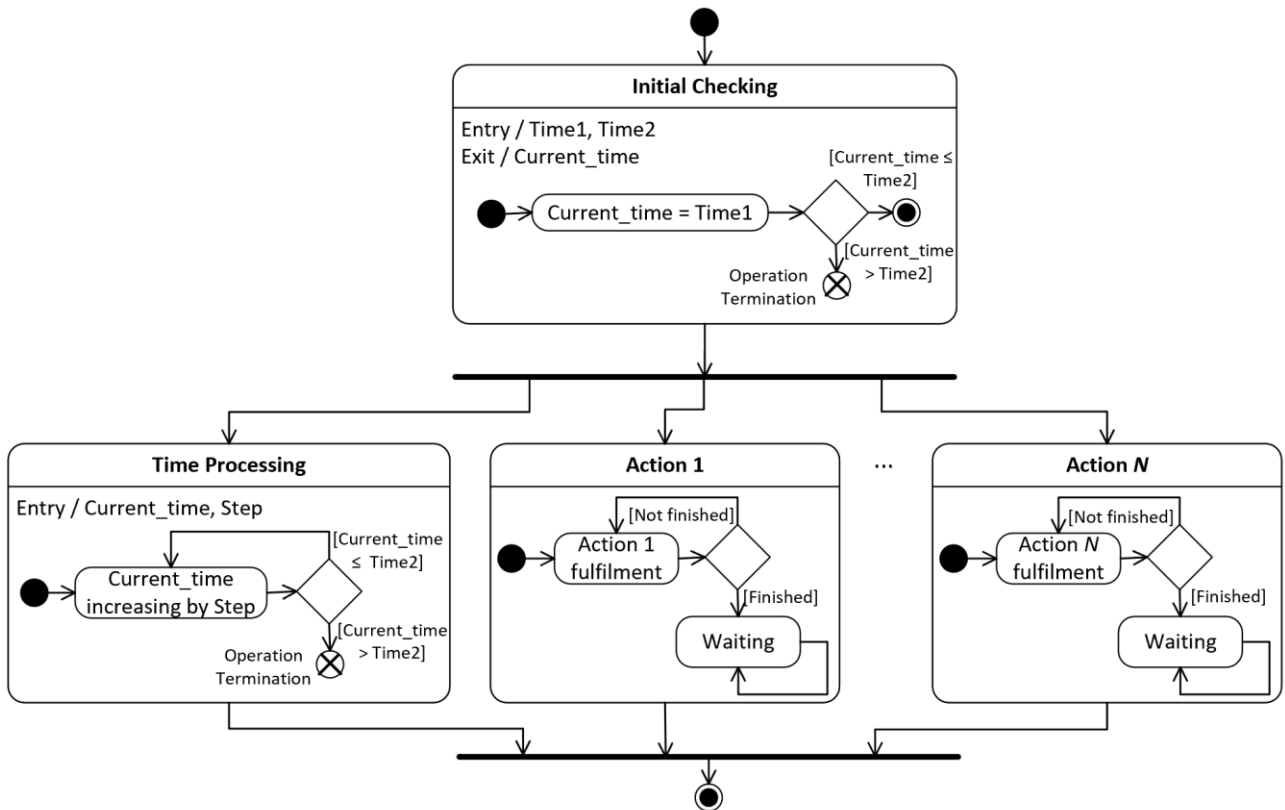 Initial Checking
Entry / Time1, Time2
Exit / Current_time
[Current_time ≤
Time2]
Current_time = Time1
[Current_time
> Time2]
Operation
Termination
Time Processing
Entry / Current_time, Step
[Current_time
≤ Time2]
Current_time
increasing by Step
[Current_time
> Time2]
Operation
Termination
Action 1
[Not finished]
Action 1
fulfilment
[Finished]
Waiting
...
Action N
[Not finished]
Action N
fulfilment
[Finished]
Waiting